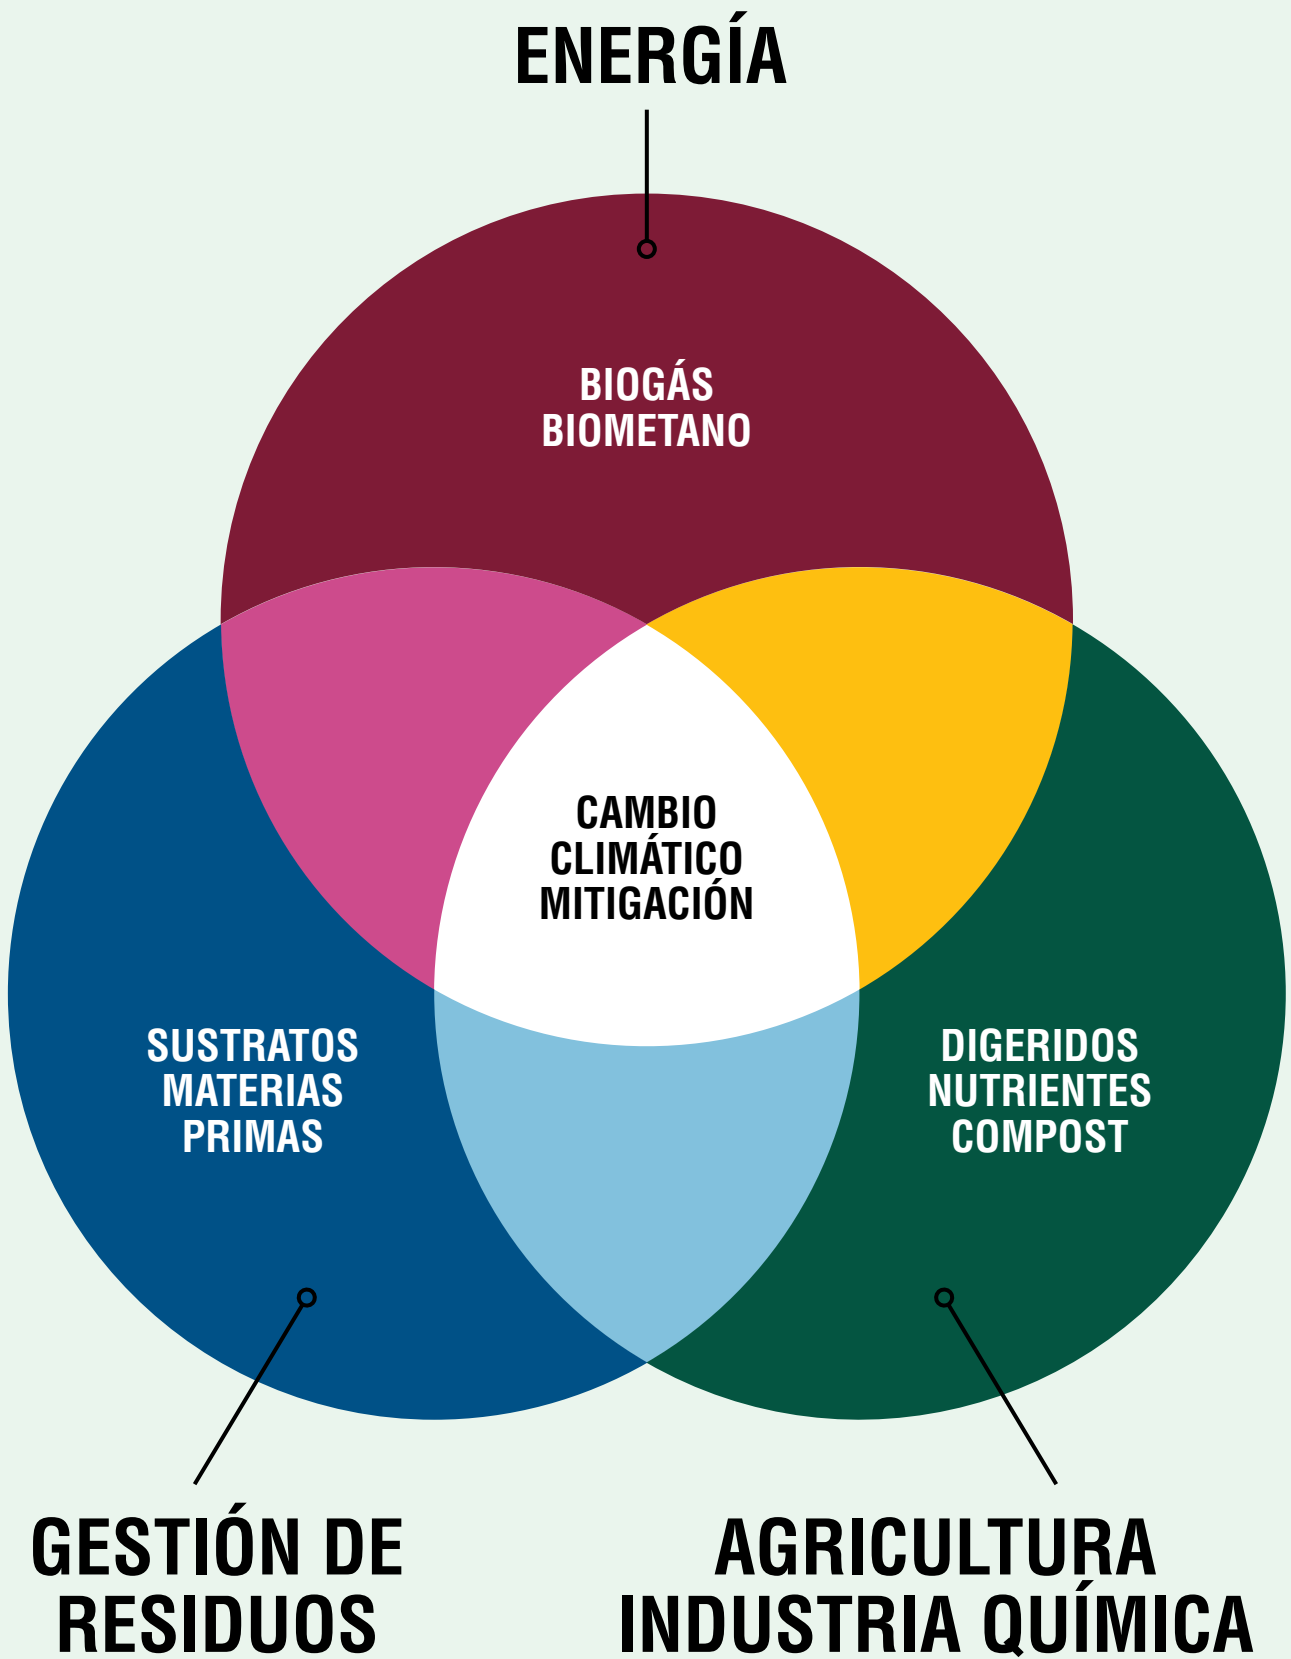 ENERGÍA
BIOGÁS
BIOMETANO
CAMBIO
CLIMÁTICO
MITIGACIÓN
SUSTRATOS
MATERIAS
PRIMAS
DIGERIDOS
NUTRIENTES
COMPOST
GESTIÓN DE
RESIDUOS
AGRICULTURA
INDUSTRIA QUÍMICA